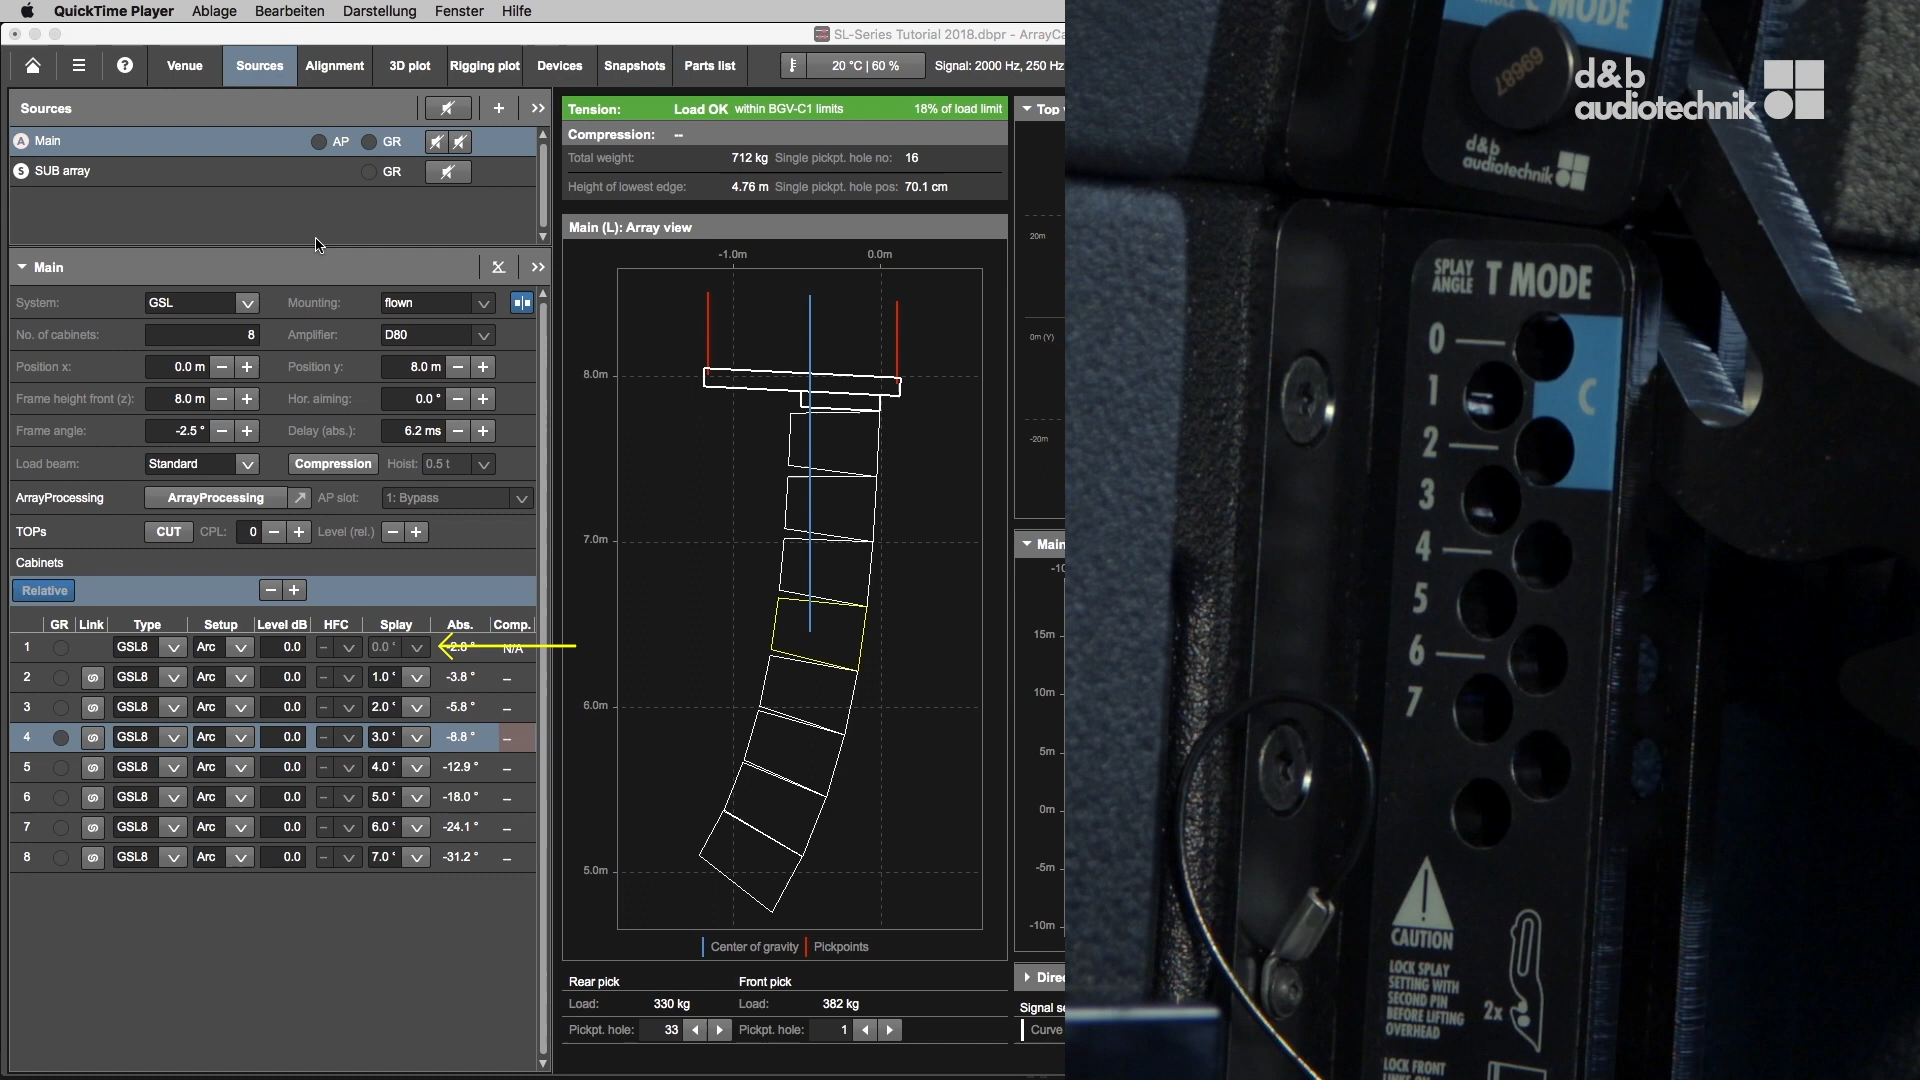 QuickTime Player Ablage Bearbeiten Darstellung Fenster Hilfe
SL-Series Tutorial 2018.dbpr - ArrayCa
Venue Sources Alignment 3D plot Rigging plot Devices Snapshots Parts list 20 °C | 60 % Signal: 2000 Hz, 250 Hz
Sources
A Main AP GR
S SUB array GR
Main
System: GSL Mounting: flown
No. of cabinets: 8 Amplifier: D80
Position x: 0.0 m Position y: 8.0 m
Frame height front (z): 8.0 m Hor. aiming: 0.0 °
Frame angle: -2.5 ° Delay (abs.): 6.2 ms
Load beam: Standard Compression Hoist: 0.5 t
ArrayProcessing ArrayProcessing AP slot: 1: Bypass
TOPs CUT CPL: 0 Level (rel.)
Cabinets
Relative
GR Link Type Setup Level dB HFC Splay Abs. Comp.
1 GSL8 Arc 0.0 – 0.0 ° -2.8 ° N/A
2 GSL8 Arc 0.0 – 1.0 ° -3.8 ° –
3 GSL8 Arc 0.0 – 2.0 ° -5.8 ° –
4 GSL8 Arc 0.0 – 3.0 ° -8.8 ° –
5 GSL8 Arc 0.0 – 4.0 ° -12.9 ° –
6 GSL8 Arc 0.0 – 5.0 ° -18.0 ° –
7 GSL8 Arc 0.0 – 6.0 ° -24.1 ° –
8 GSL8 Arc 0.0 – 7.0 ° -31.2 ° –
Tension: Load OK within BGV-C1 limits 18% of load limit
Compression: --
Total weight: 712 kg Single pickpt. hole no: 16
Height of lowest edge: 4.76 m Single pickpt. hole pos: 70.1 cm
Main (L): Array view
-1.0m 0.0m
8.0m
7.0m
6.0m
5.0m
Center of gravity Pickpoints
Rear pick Front pick
Load: 330 kg Load: 382 kg
Pickpt. hole: 33 Pickpt. hole: 1
Top
20m
0m (Y)
-20m
Main
-10
15m
10m
5m
0m
-5m
-10m
Direc
Signal se
Curve
C MODE
69687
d&b
audiotechnik
d&b
audiotechnik
SPLAY
ANGLE T MODE
0
1 C
2
3
4
5
6
7
CAUTION
LOCK SPLAY
SETTING WITH
SECOND PIN
BEFORE LIFTING
OVERHEAD
2x
LOCK FRONT
LINKS ON